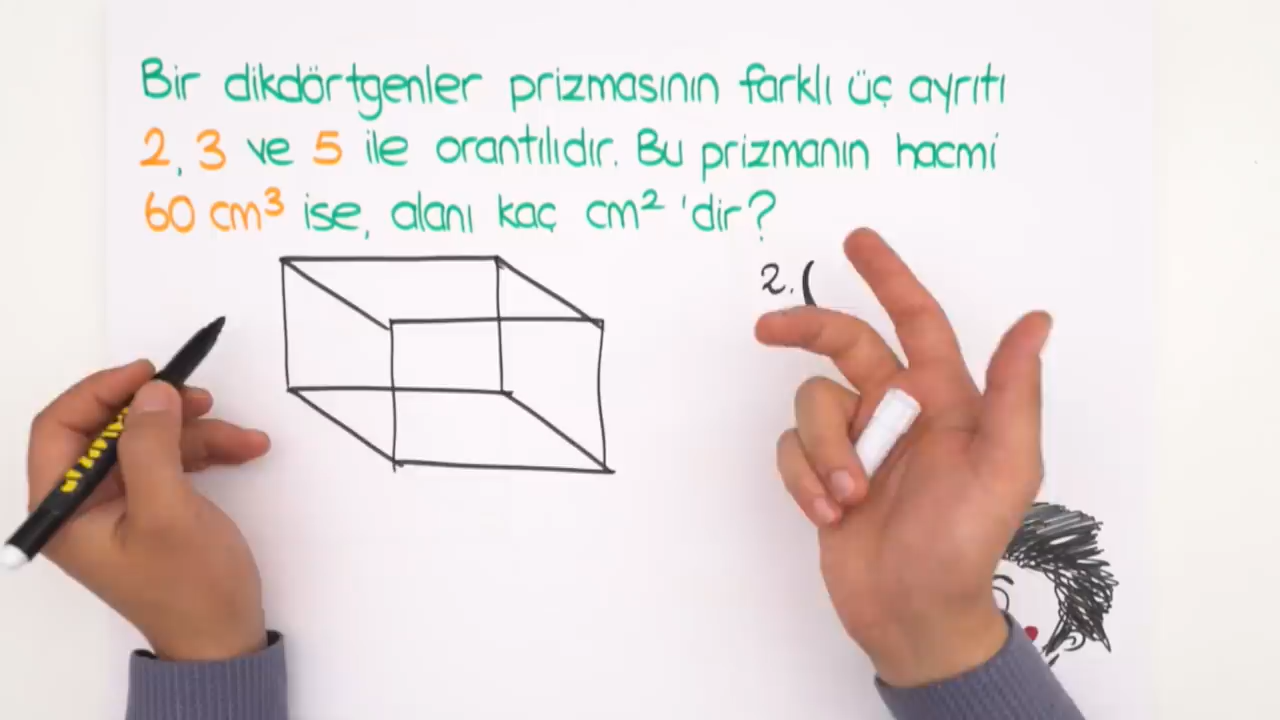 Bir dikdörtgenler prizmasının farklı üç ayrıtı
2, 3 ve 5 ile orantılıdır. Bu prizmanın hacmi
60 cm³ ise, alanı kaç cm² 'dir?
2.(